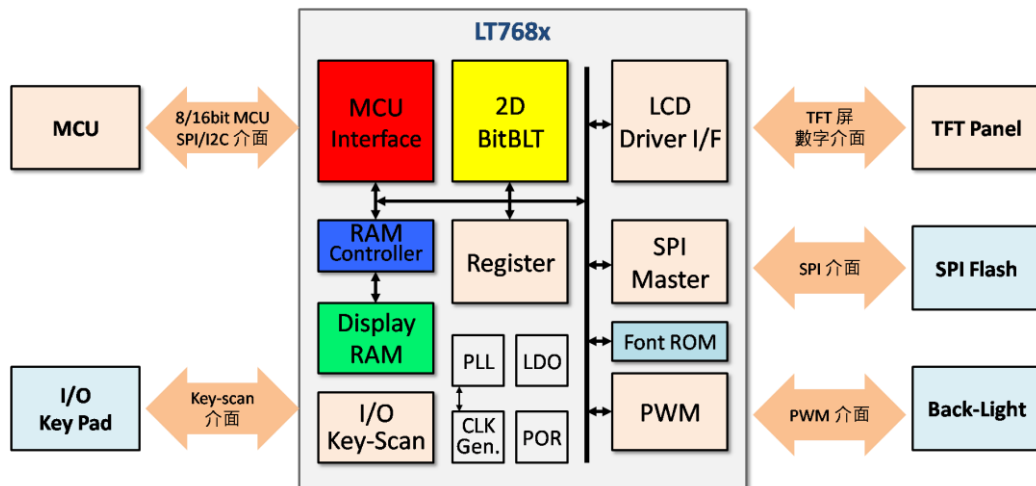 LT768x
MCU
8/16bit MCU
SPI/I2C 介面
MCU
Interface
2D
BitBLT
LCD
Driver I/F
TFT 屏
數字介面
TFT Panel
RAM
Controller
Register
SPI
Master
SPI 介面
SPI Flash
Display
RAM
PLL
LDO
Font ROM
I/O
Key Pad
Key-scan
介面
I/O
Key-Scan
CLK
Gen.
POR
PWM
PWM 介面
Back-Light